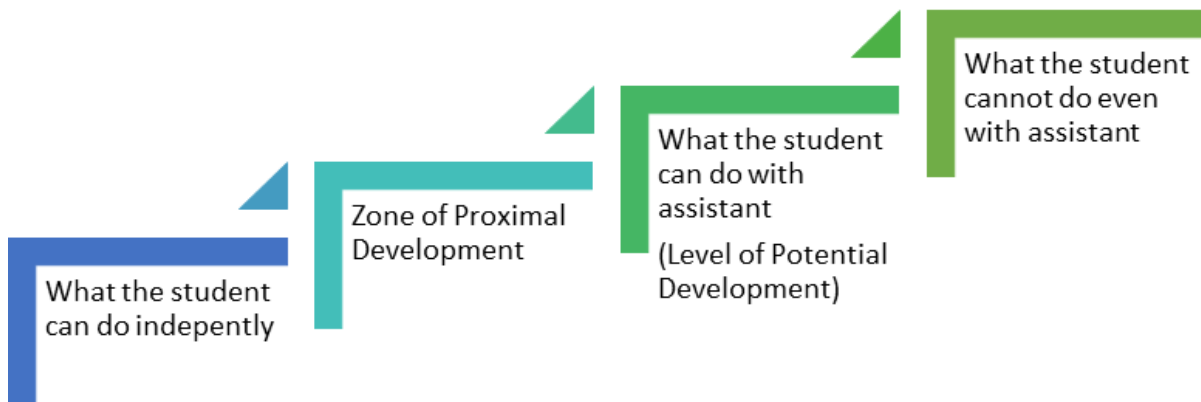 What the student
can do indepently
Zone of Proximal
Development
What the student
can do with
assistant
(Level of Potential
Development)
What the student
cannot do even
with assistant